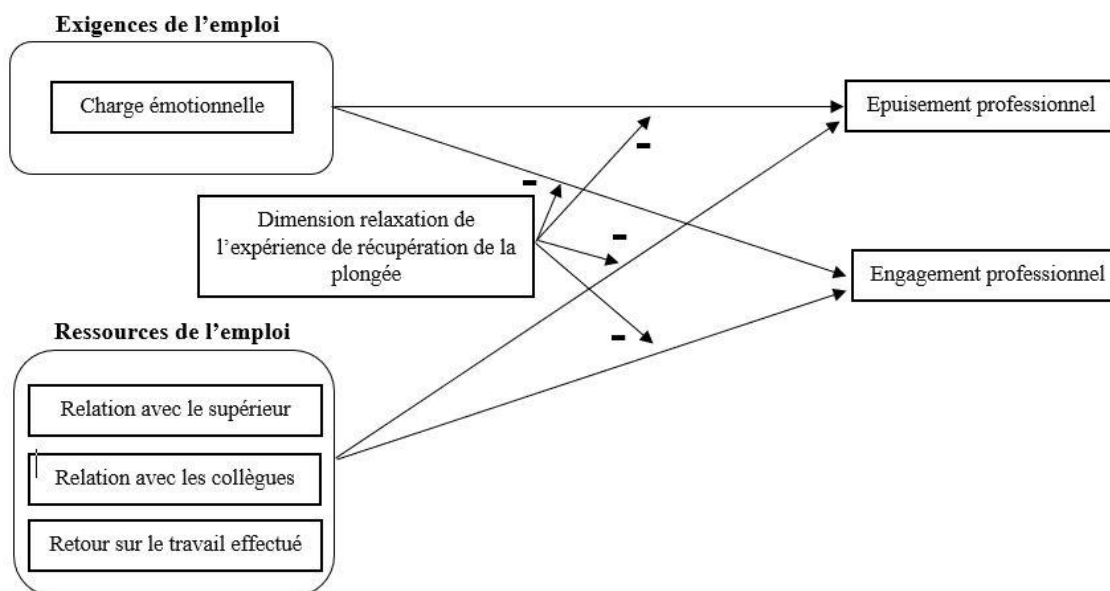 Exigences de l’emploi
Charge émotionnelle
Epuisement professionnel
-
-
Dimension relaxation de
l’expérience de récupération de la
plongée
-
Engagement professionnel
Ressources de l’emploi
-
Relation avec le supérieur
Relation avec les collègues
Retour sur le travail effectué